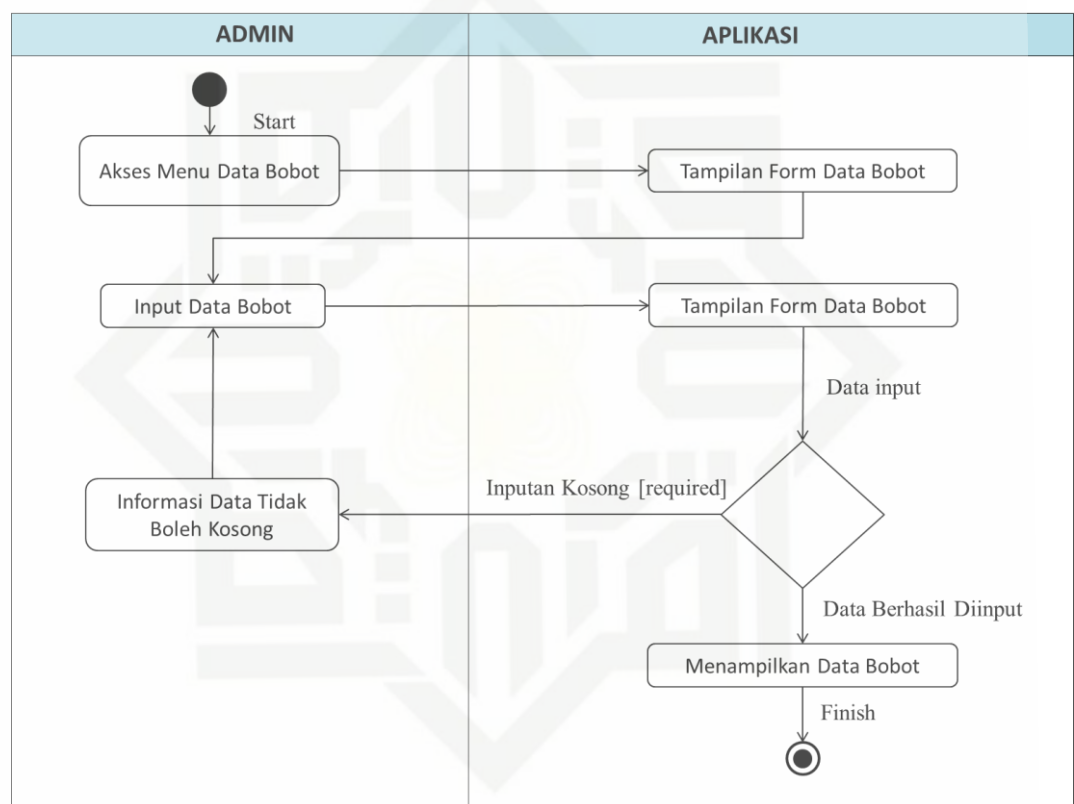 ADMIN
APLIKASI
Start
Akses Menu Data Bobot
Tampilan Form Data Bobot
Input Data Bobot
Tampilan Form Data Bobot
Data input
Informasi Data Tidak
Boleh Kosong
Inputan Kosong [required]
Data Berhasil Diinput
Menampilkan Data Bobot
Finish